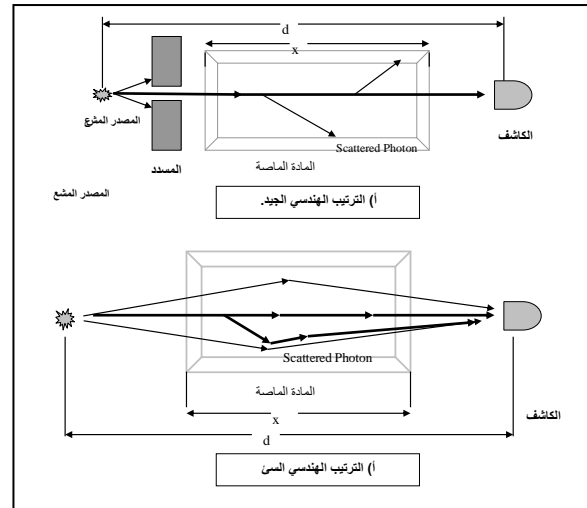 d
x
المصدر المشع
Scattered Photon
الكاشف
المسدد
المادة الماصة
المصدر المشع
أ) الترتيب الهندسي الجيد.
Scattered Photon
المادة الماصة
x
الكاشف
d
أ) الترتيب الهندسي السئ